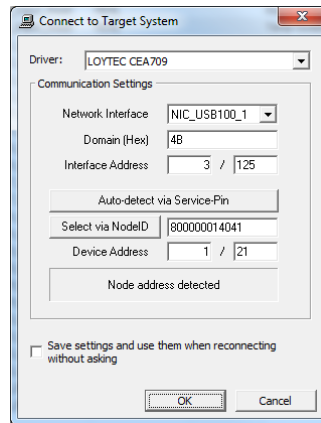 Connect to Target System
Driver: LOYTEC CEA709
Communication Settings
Network Interface NIC_USB100_1
Domain (Hex) 4B
Interface Address 3 / 125
Auto-detect via Service-Pin
Select via NodeID 800000014041
Device Address 1 / 21
Node address detected
Save settings and use them when reconnecting
without asking
OK Cancel